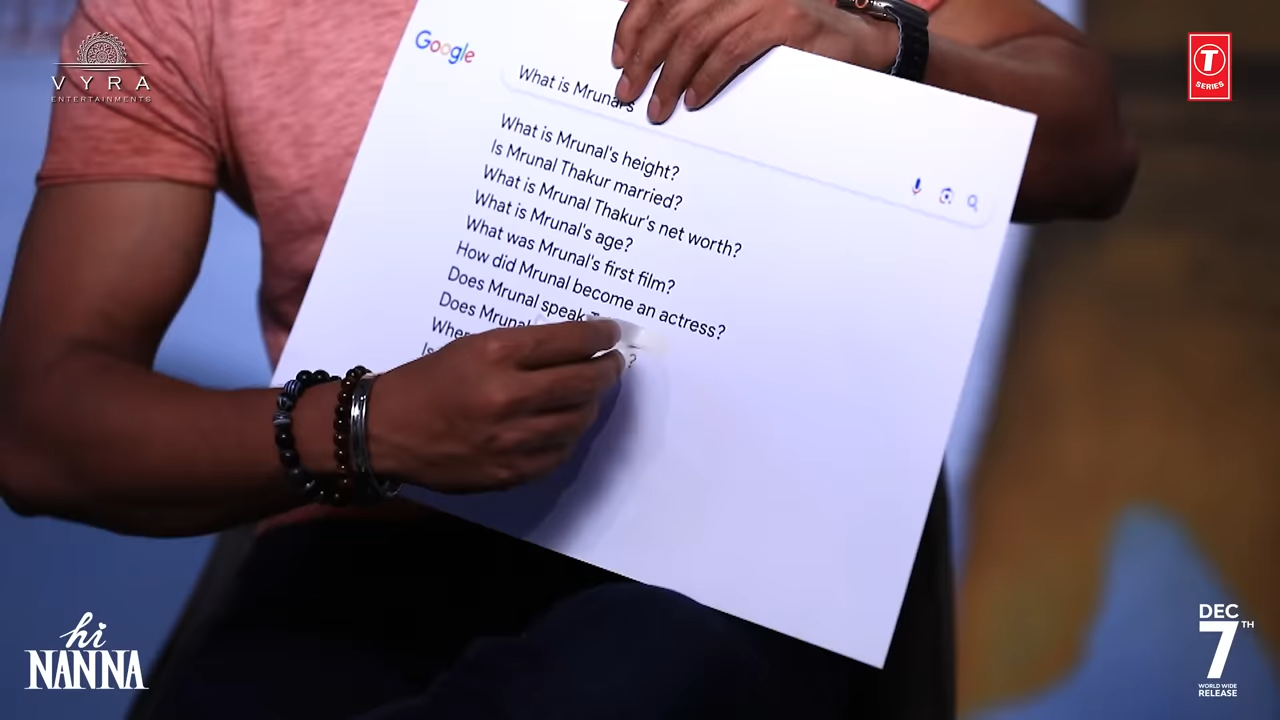 VYRA
ENTERTAINMENTS
T
SERIES
Google
What is Mrunal's
What is Mrunal's height?
Is Mrunal Thakur married?
What is Mrunal Thakur's net worth?
What is Mrunal's age?
What was Mrunal's first film?
How did Mrunal become an actress?
Does Mrunal speak
Does Mrunal
?
hi
NANNA
DEC
7TH
WORLD WIDE
RELEASE